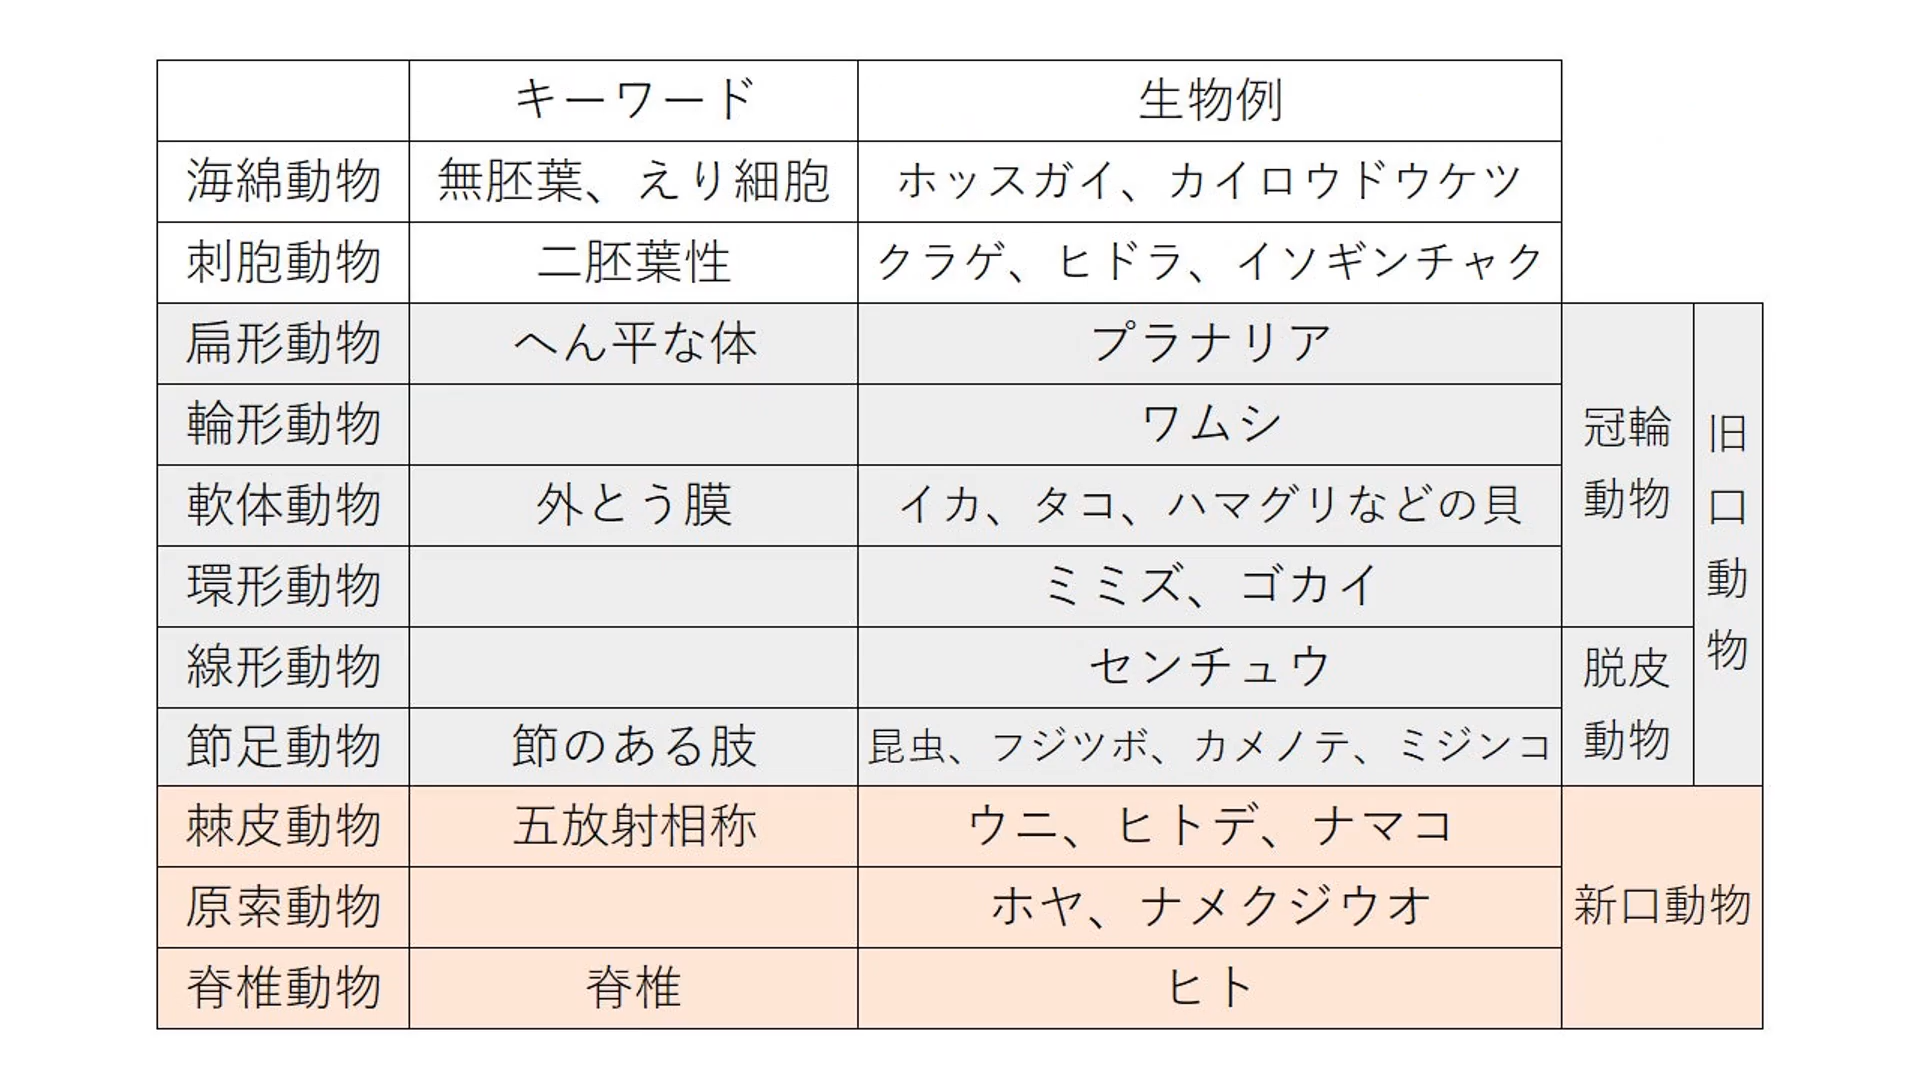 キーワード 生物例
海綿動物 無胚葉、えり細胞 ホッスガイ、カイロウドウケツ
刺胞動物 二胚葉性 クラゲ、ヒドラ、イソギンチャク
扁形動物 へん平な体 プラナリア
輪形動物 ワムシ
軟体動物 外とう膜 イカ、タコ、ハマグリなどの貝
環形動物 ミミズ、ゴカイ
冠輪
動物
線形動物 センチュウ
節足動物 節のある肢 昆虫、フジツボ、カメノテ、ミジンコ
脱皮
動物
旧
口
動
物
棘皮動物 五放射相称 ウニ、ヒトデ、ナマコ
原索動物 ホヤ、ナメクジウオ
脊椎動物 脊椎 ヒト
新口動物